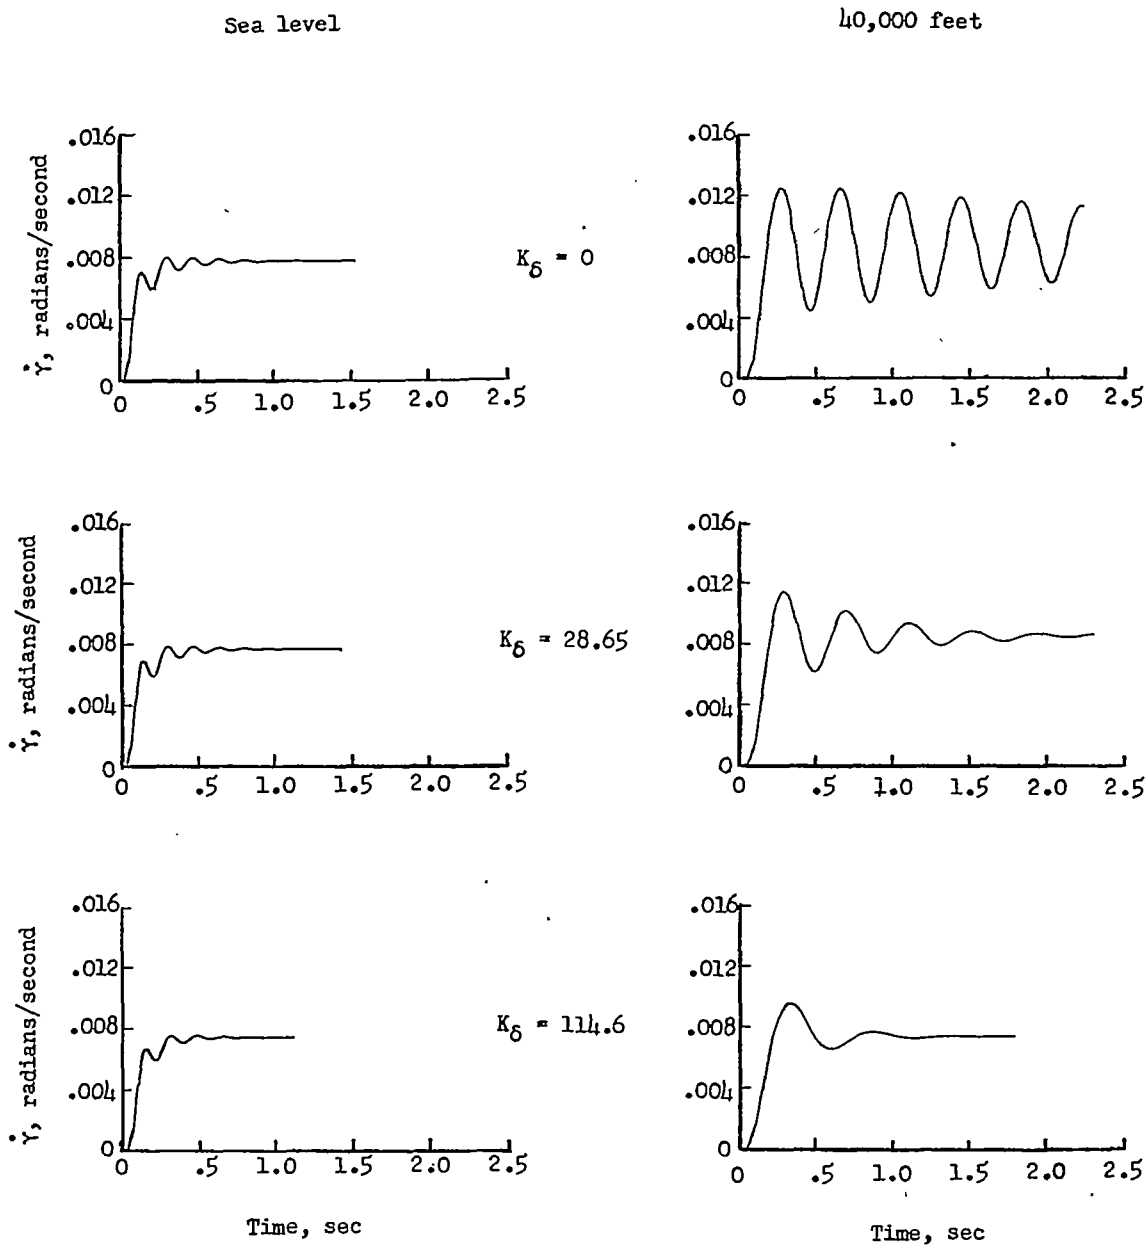 Sea level
40,000 feet
.016
.012
.008
.004
0
γ̇, radians/second
0 .5 1.0 1.5 2.0 2.5
K_δ = 0
.016
.012
.008
.004
0
0 .5 1.0 1.5 2.0 2.5
.016
.012
.008
.004
0
γ̇, radians/second
0 .5 1.0 1.5 2.0 2.5
K_δ = 28.65
.016
.012
.008
.004
0
0 .5 1.0 1.5 2.0 2.5
.016
.012
.008
.004
0
γ̇, radians/second
0 .5 1.0 1.5 2.0 2.5
K_δ = 114.6
.016
.012
.008
.004
0
0 .5 1.0 1.5 2.0 2.5
Time, sec
Time, sec